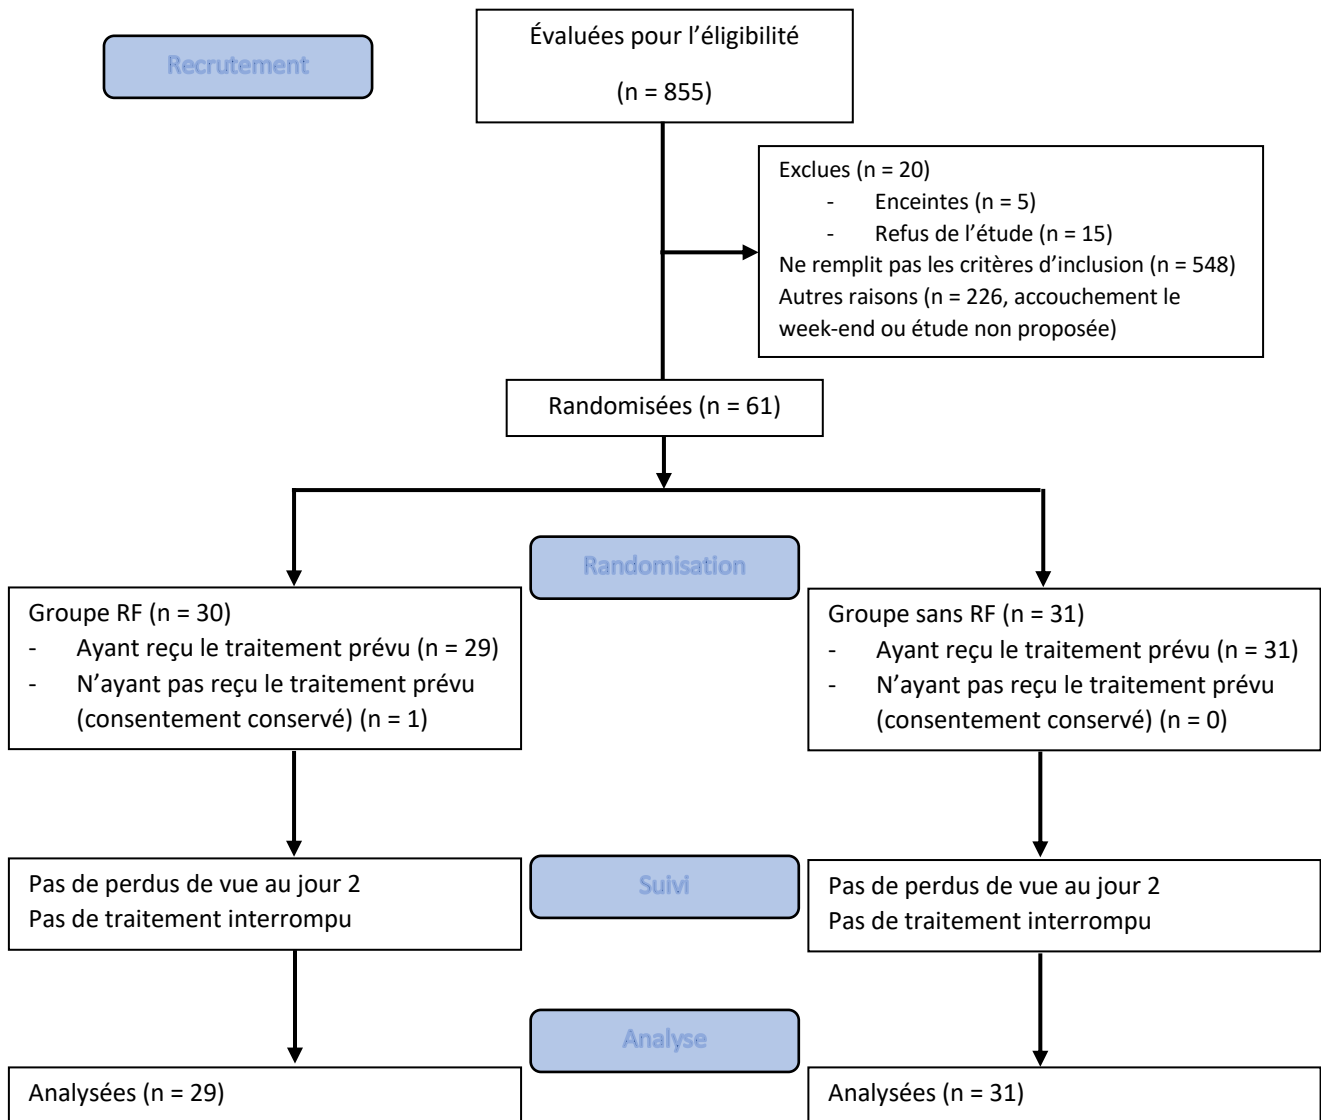 Recrutement
Évaluées pour l’éligibilité
(n = 855)
Exclues (n = 20)
- Enceintes (n = 5)
- Refus de l’étude (n = 15)
Ne remplit pas les critères d’inclusion (n = 548)
Autres raisons (n = 226, accouchement le
week-end ou étude non proposée)
Randomisées (n = 61)
Randomisation
Groupe RF (n = 30)
- Ayant reçu le traitement prévu (n = 29)
- N’ayant pas reçu le traitement prévu
(consentement conservé) (n = 1)
Groupe sans RF (n = 31)
- Ayant reçu le traitement prévu (n = 31)
- N’ayant pas reçu le traitement prévu
(consentement conservé) (n = 0)
Suivi
Pas de perdus de vue au jour 2
Pas de traitement interrompu
Pas de perdus de vue au jour 2
Pas de traitement interrompu
Analyse
Analysées (n = 29)
Analysées (n = 31)